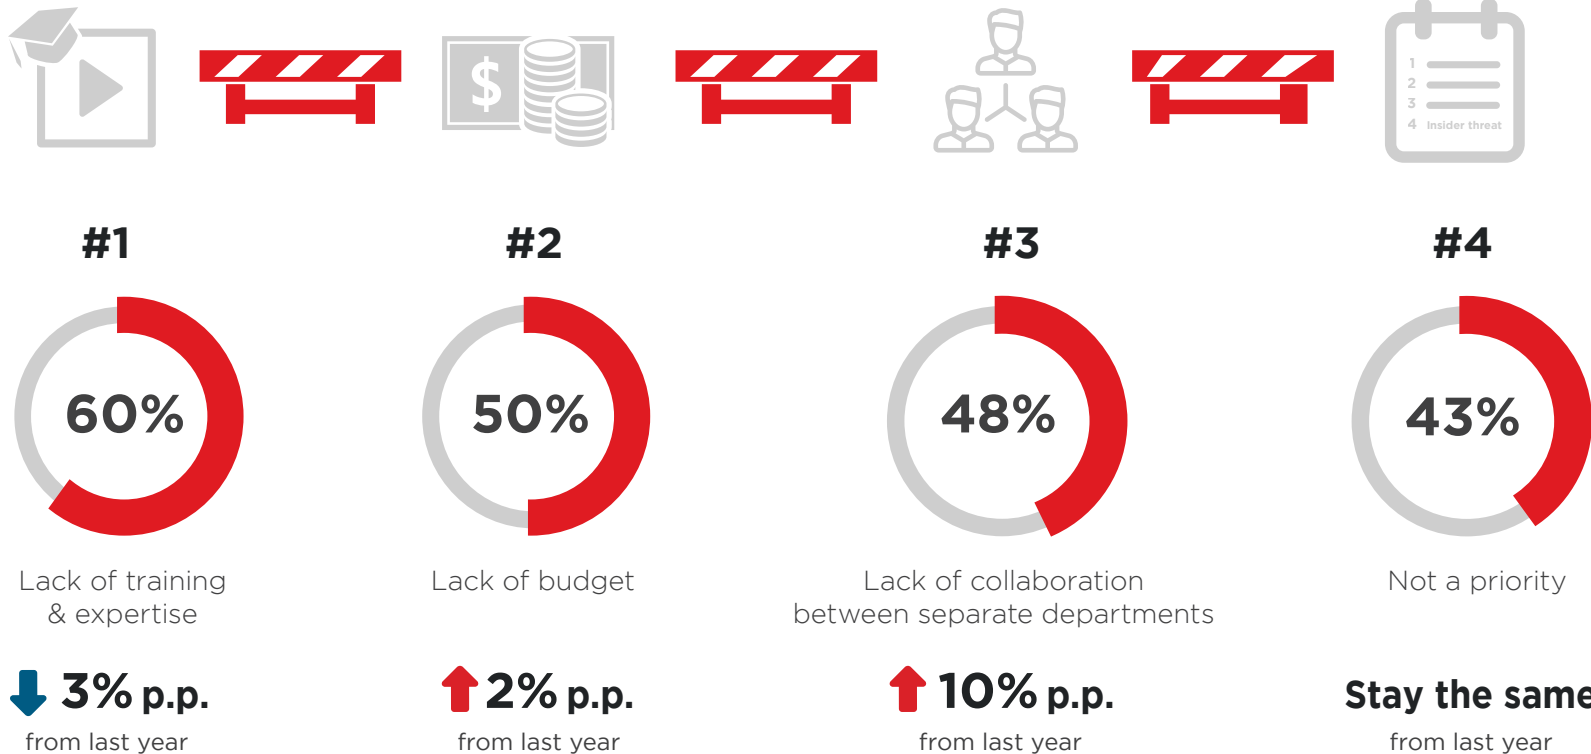 $
1
2
3
4 Insider threat
#1
#2
#3
#4
60%
50%
48%
43%
Lack of training
& expertise
Lack of budget
Lack of collaboration
between separate departments
Not a priority
3% p.p.
from last year
2% p.p.
from last year
10% p.p.
from last year
Stay the same
from last year